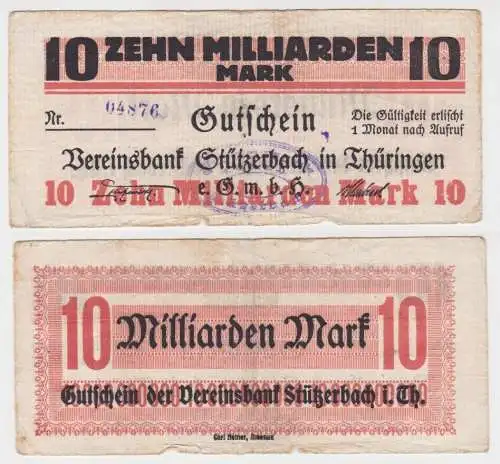 10 ZEHN MILLIARDEN 10
MARK
Nr. 04876
Gutschein
Die Gültigkeit erlischt
1 Monat nach Aufruf
Vereinsbank Stützerbach in Thüringen
e. G. m. b. H.
10 Zehn Milliarden Mark 10
10 Milliarden Mark 10
Gutschein der Vereinsbank Stützerbach i. Th.